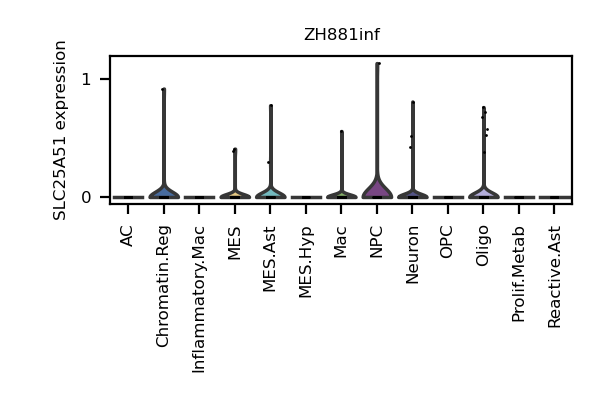 ZH881inf
SLC25A51 expression
1
0
AC
Chromatin.Reg
Inflammatory.Mac
MES
MES.Ast
MES.Hyp
Mac
NPC
Neuron
OPC
Oligo
Prolif.Metab
Reactive.Ast